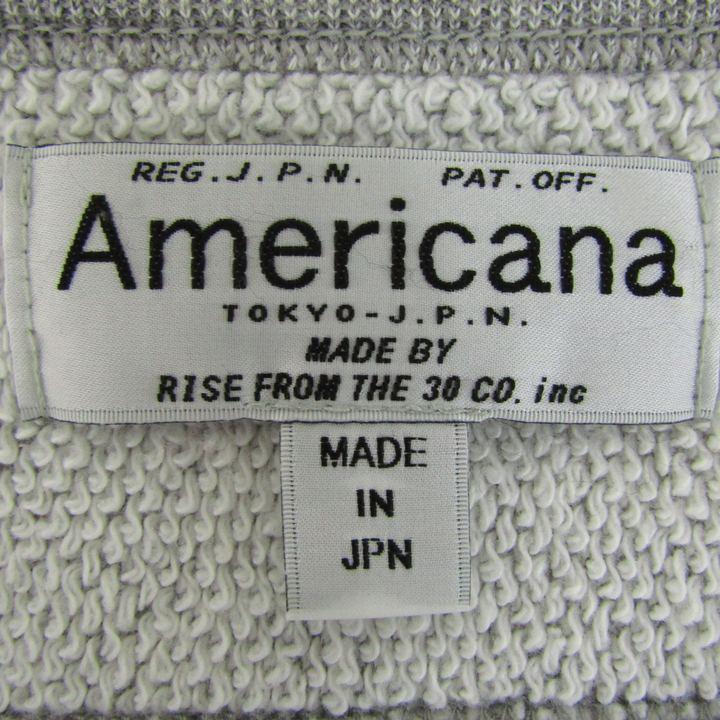 REG.J.P.N. PAT.OFF.
Americana
TOKYO-J.P.N.
MADE BY
RISE FROM THE 30 CO. inc
MADE
IN
JPN